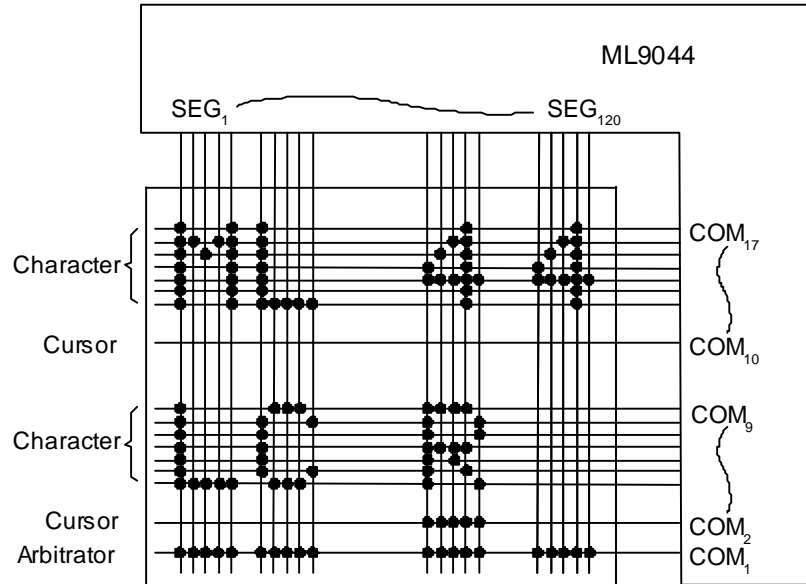 ML9044
SEG1 SEG120
Character COM17
Cursor COM10
Character COM9
Cursor COM2
Arbitrator COM1